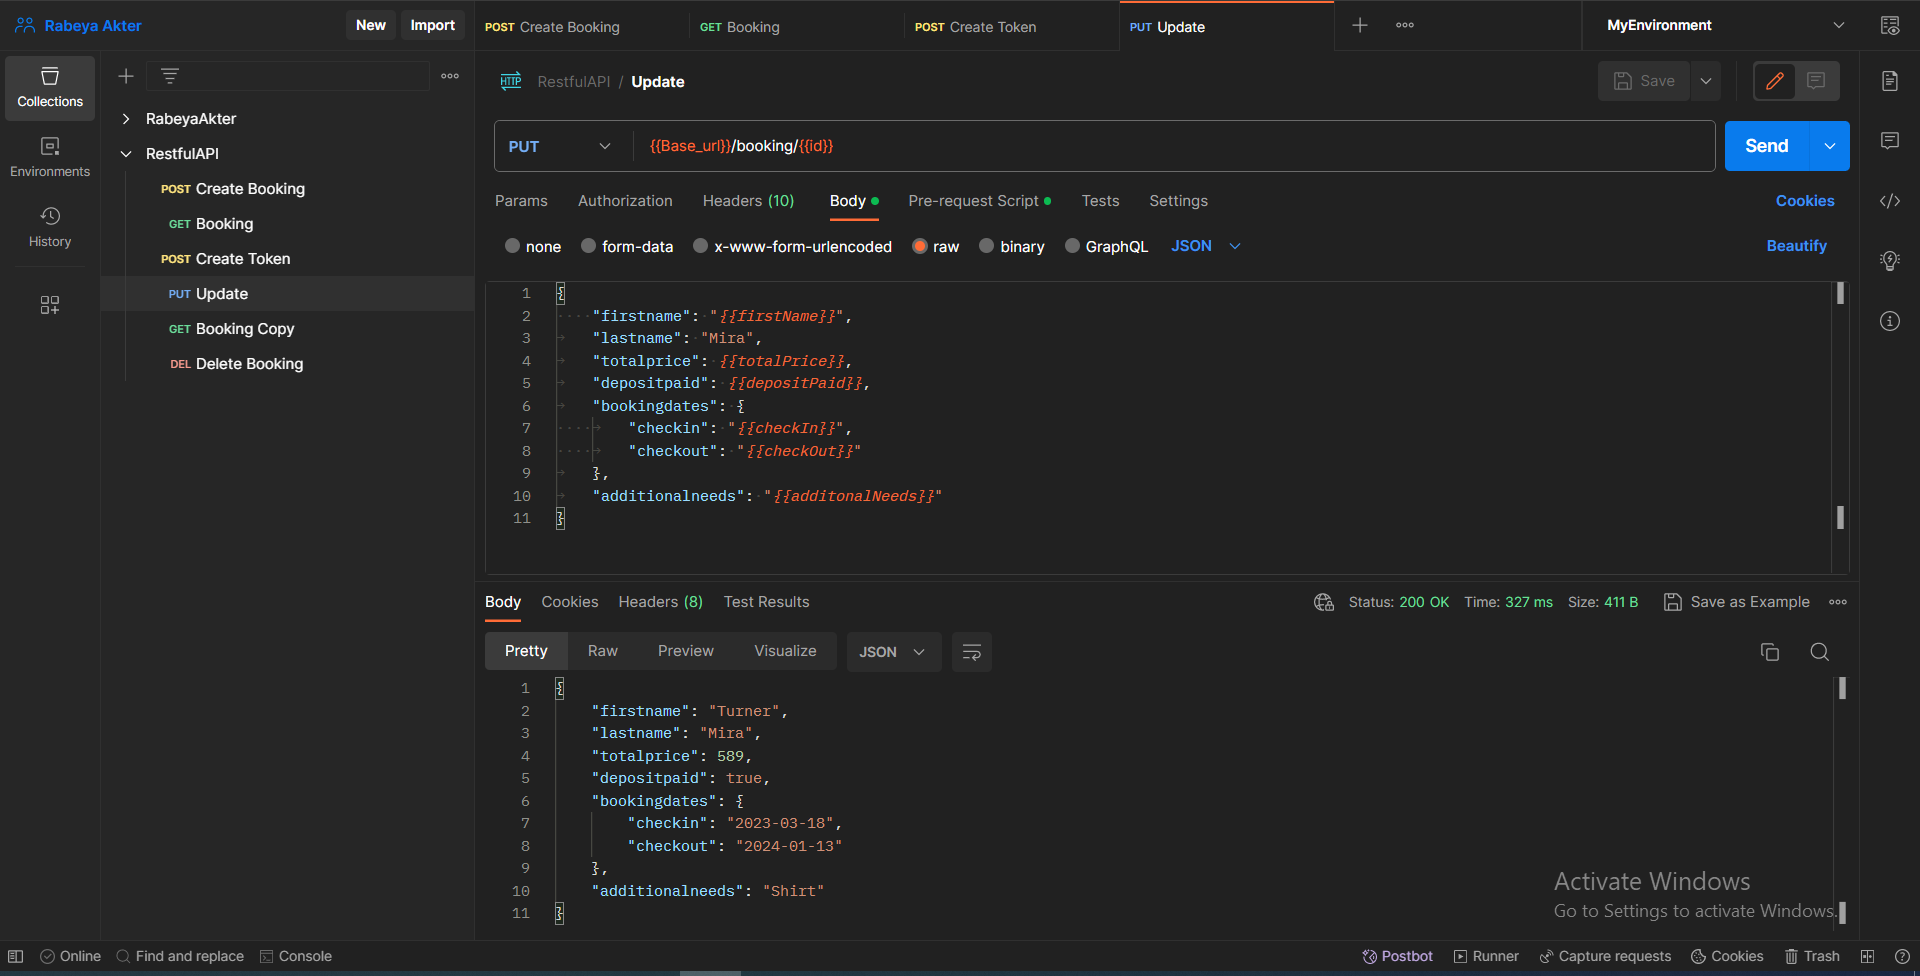 Rabeya Akter
New
Import
POST Create Booking
GET Booking
POST Create Token
PUT Update
MyEnvironment
Collections
Environments
History
RabeyaAkter
RestfulAPI
POST Create Booking
GET Booking
POST Create Token
PUT Update
GET Booking Copy
DEL Delete Booking
HTTP RestfulAPI / Update
Save
PUT
{{Base_url}}/booking/{{id}}
Send
Params Authorization Headers (10) Body Pre-request Script Tests Settings
Cookies
none form-data x-www-form-urlencoded raw binary GraphQL JSON
Beautify
1 {
2 "firstname": "{{firstName}}",
3 "lastname": "Mira",
4 "totalprice": {{totalPrice}},
5 "depositpaid": {{depositPaid}},
6 "bookingdates": {
7 "checkin": "{{checkIn}}",
8 "checkout": "{{checkOut}}"
9 },
10 "additionalneeds": "{{additonalNeeds}}"
11 }
Body Cookies Headers (8) Test Results
Status: 200 OK Time: 327 ms Size: 411 B
Save as Example
Pretty Raw Preview Visualize JSON
1 {
2 "firstname": "Turner",
3 "lastname": "Mira",
4 "totalprice": 589,
5 "depositpaid": true,
6 "bookingdates": {
7 "checkin": "2023-03-18",
8 "checkout": "2024-01-13"
9 },
10 "additionalneeds": "Shirt"
11 }
Activate Windows
Go to Settings to activate Windows.
Online Find and replace Console
Postbot Runner Capture requests Cookies Trash